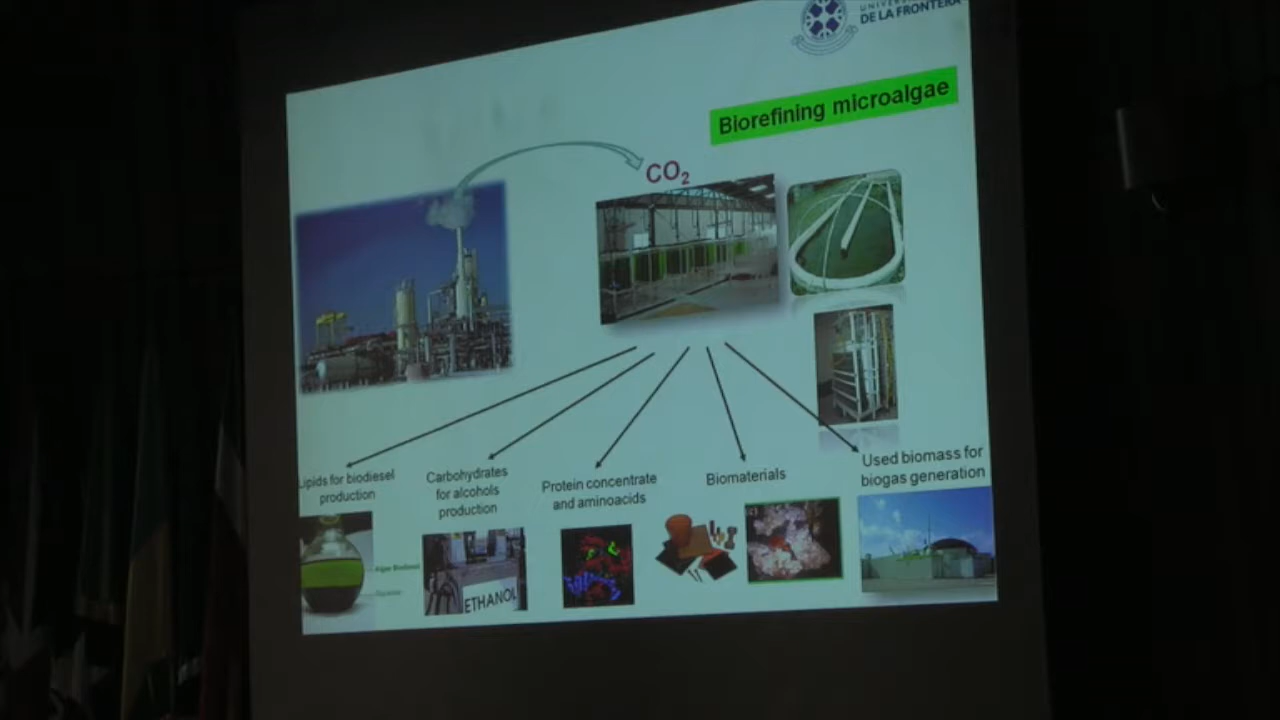 DE LA FRONTERA
Biorefining microalgae
CO₂
Lipids for biodiesel
production
Carbohydrates
for alcohols
production
Protein concentrate
and aminoacids
Biomaterials
Used biomass for
biogas generation
ETHANOL